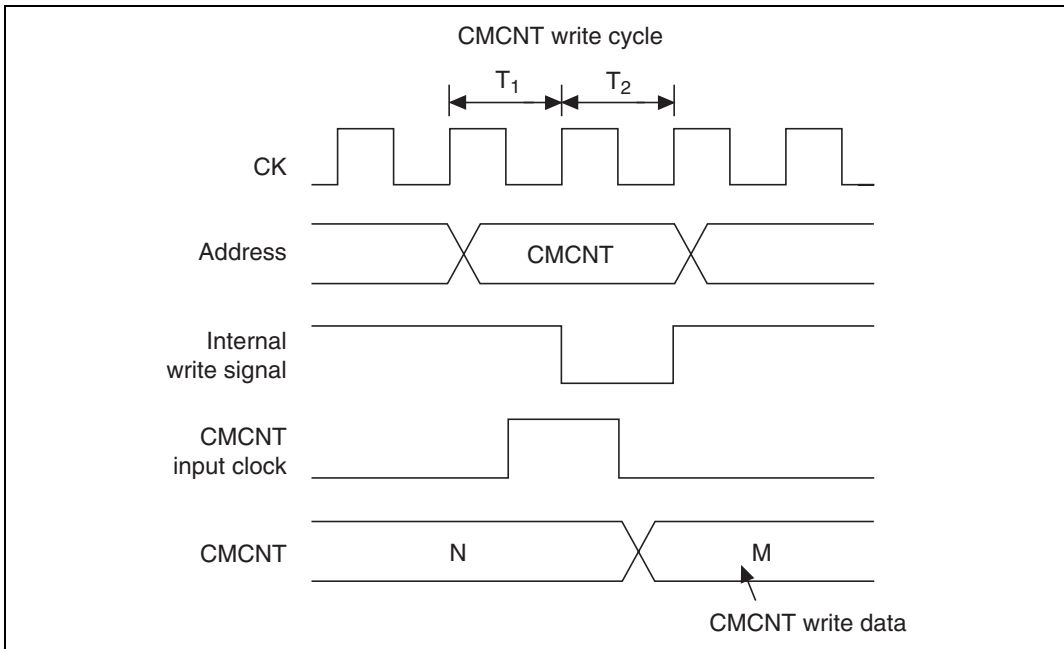 CMCNT write cycle
T1 T2
CK
Address CMCNT
Internal
write signal
CMCNT
input clock
CMCNT N M
CMCNT write data